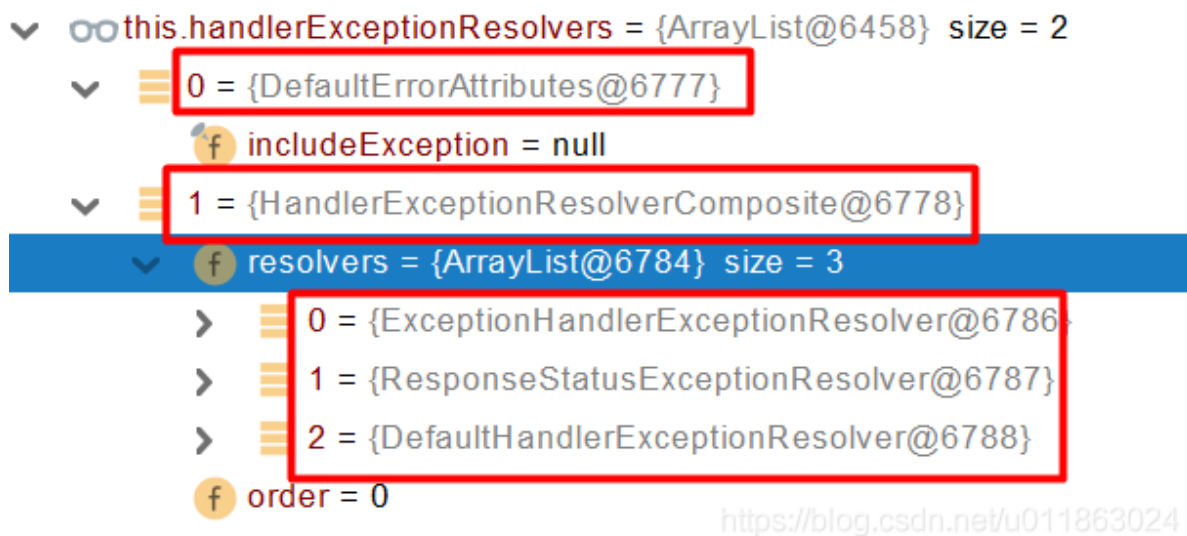 this.handlerExceptionResolvers = {ArrayList@6458} size = 2
0 = {DefaultErrorAttributes@6777}
f includeException = null
1 = {HandlerExceptionResolverComposite@6778}
f resolvers = {ArrayList@6784} size = 3
0 = {ExceptionHandlerExceptionResolver@6786}
1 = {ResponseStatusExceptionResolver@6787}
2 = {DefaultHandlerExceptionResolver@6788}
f order = 0
https://blog.csdn.net/u011863024